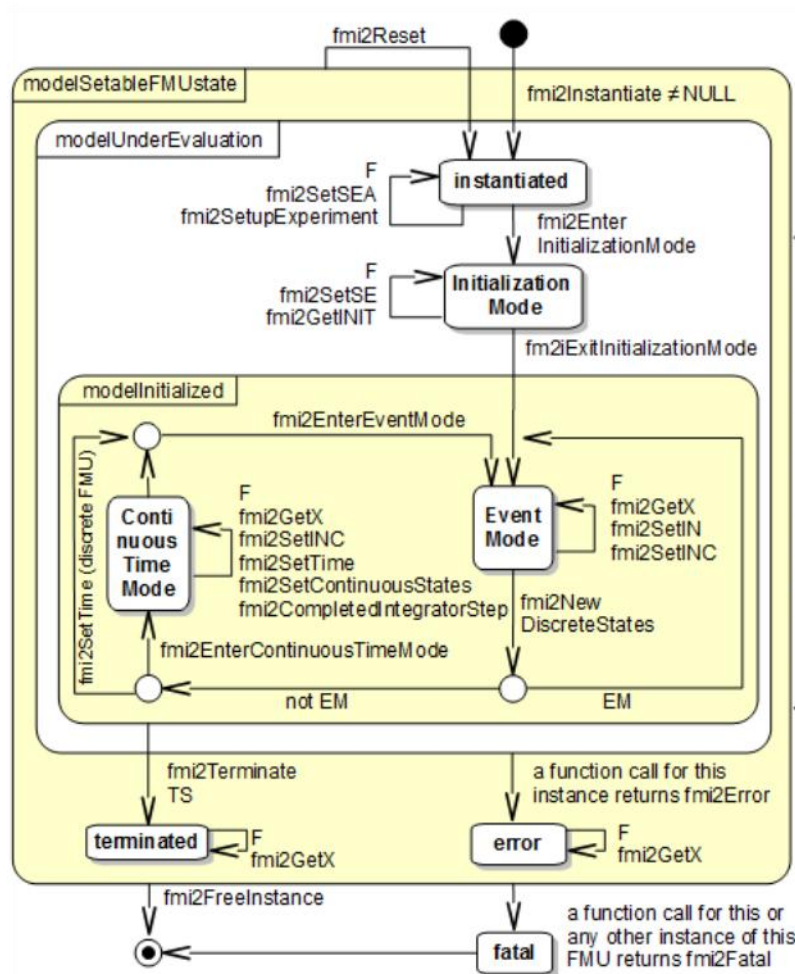 fmi2Reset
modelSetableFMUstate
fmi2Instantiate ≠ NULL
modelUnderEvaluation
F
fmi2SetSEA
fmi2SetupExperiment
instantiated
fmi2Enter
InitializationMode
F
fmi2SetSE
fmi2GetINIT
Initialization
Mode
fm2iExitInitializationMode
modelInitialized
fmi2EnterEventMode
fmi2SetTime (discrete FMU)
Conti
nuous
Time
Mode
F
fmi2GetX
fmi2SetINC
fmi2SetTime
fmi2SetContinuousStates
fmi2CompletedIntegratorStep
Event
Mode
F
fmi2GetX
fmi2SetIN
fmi2SetINC
fmi2New
DiscreteStates
fmi2EnterContinuousTimeMode
not EM
EM
fmi2Terminate
TS
a function call for this
instance returns fmi2Error
terminated
F
fmi2GetX
error
F
fmi2GetX
fmi2FreeInstance
fatal
a function call for this or
any other instance of this
FMU returns fmi2Fatal